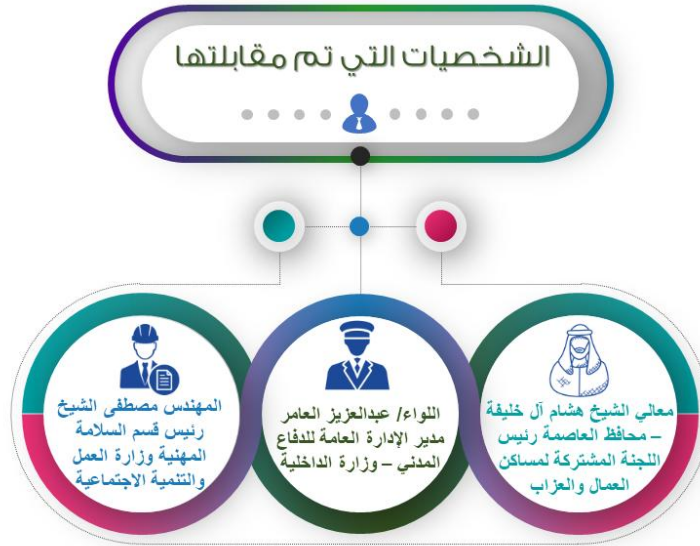 الشخصيات التي تم مقابلتها
معالي الشيخ هشام آل خليفة
– محافظ العاصمة رئيس
اللجنة المشتركة لمساكن
العمال والعزاب
اللواء/ عبدالعزيز العامر
مدير الإدارة العامة للدفاع
المدني – وزارة الداخلية
المهندس مصطفى الشيخ
رئيس قسم السلامة
المهنية وزارة العمل
والتنمية الاجتماعية